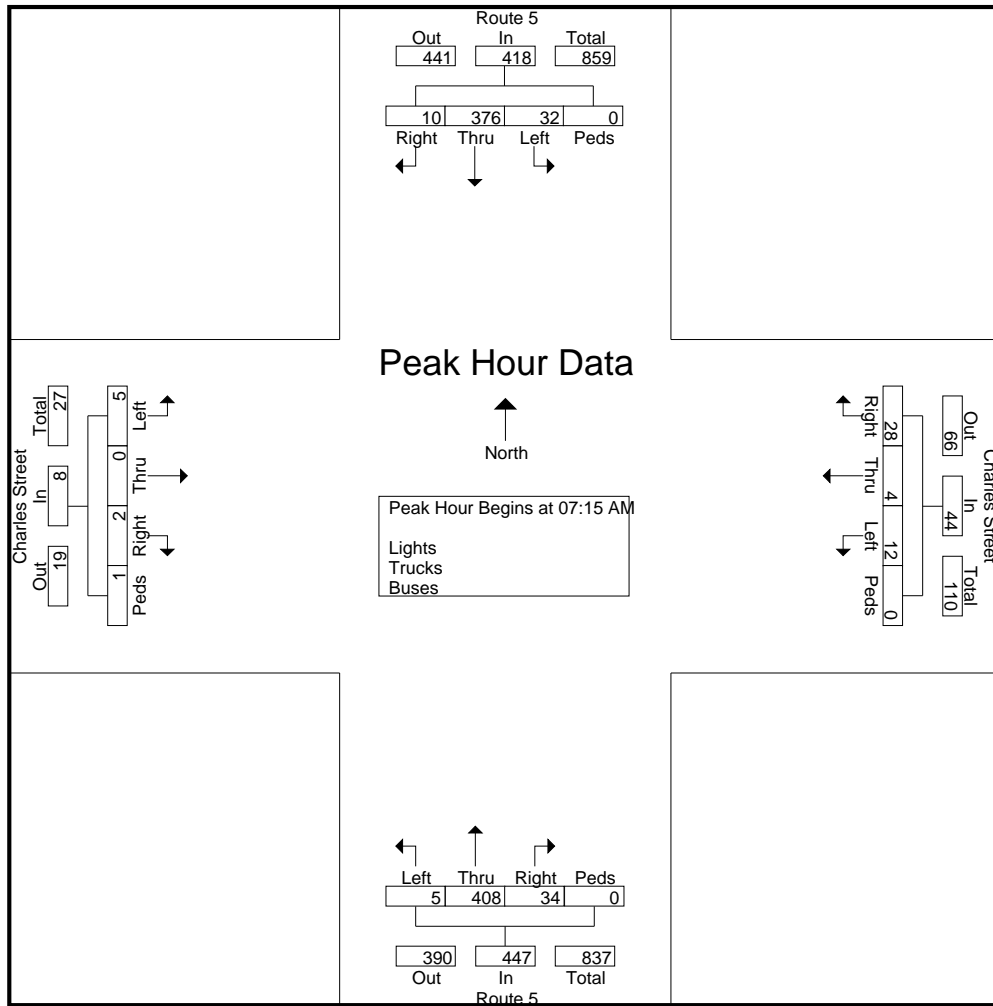 Route 5
Out In Total
441 418 859
10 376 32 0
Right Thru Left Peds
Peak Hour Data
North
Peak Hour Begins at 07:15 AM
Lights
Trucks
Buses
Charles Street
Total In Out
27 8 19
5 0 2 1
Left Thru Right Peds
Charles Street
Out In Total
66 44 110
28 4 12 0
Right Thru Left Peds
Left Thru Right Peds
5 408 34 0
390 447 837
Out In Total
Route 5